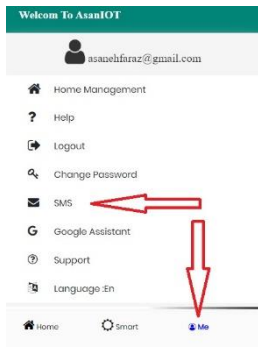 Welcom To AsanIOT
asanehfaraz@gmail.com
Home Management
Help
Logout
Change Password
SMS
Google Assistant
Support
Language :En
Home Smart Me